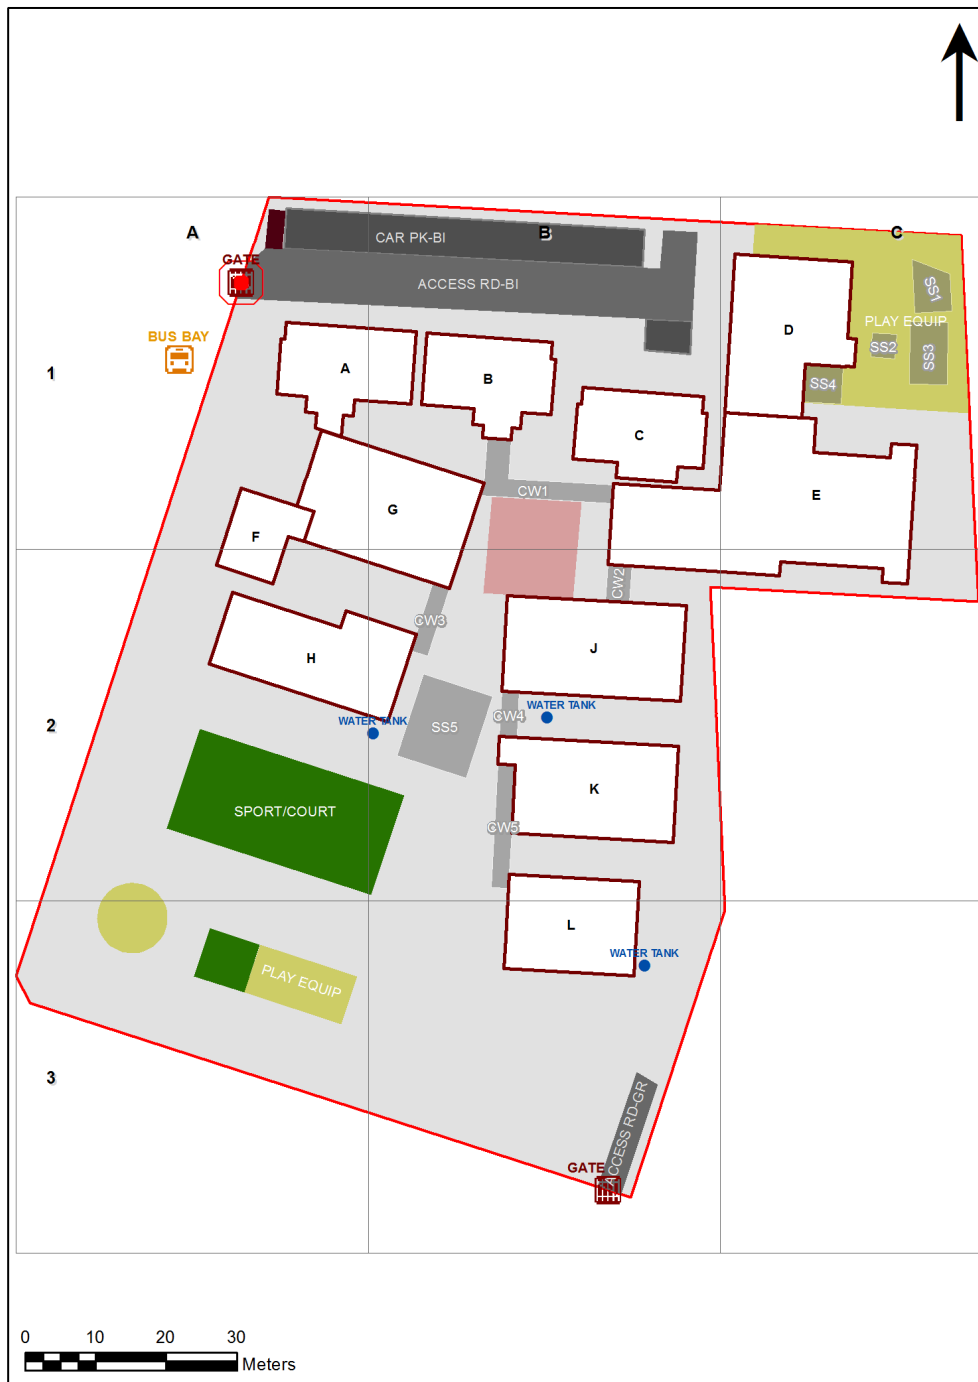 A
B
C
CAR PK-BI
GATE
ACCESS RD-BI
SS1
PLAY EQUIP
D
BUS BAY
SS2
SS3
1
A
B
SS4
C
CW1
E
G
F
CW2
CW3
J
H
WATER TANK
CW4
WATER TANK
2
SS5
K
SPORT/COURT
CW5
L
WATER TANK
PLAY EQUIP
3
ACCESS RD-GR
GATE
0 10 20 30
Meters